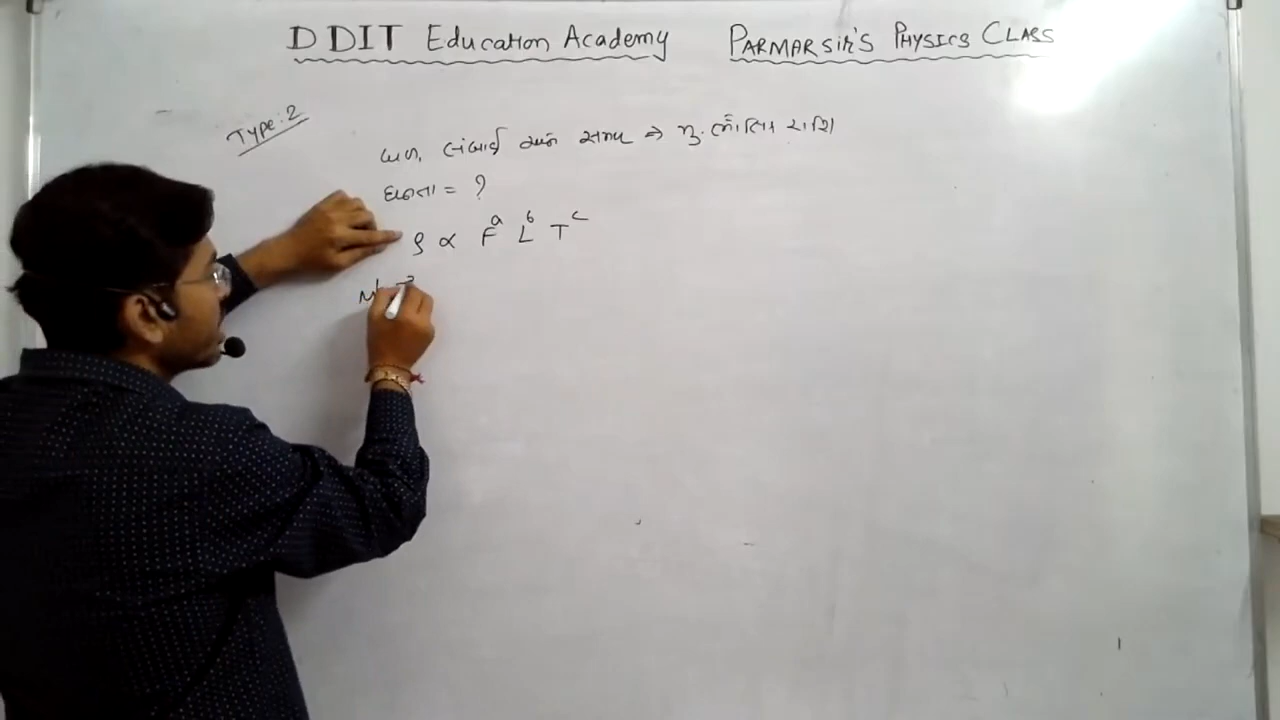 DDIT Education Academy PARMAR SIR'S PHYSICS CLASS
Type: 2
બળ, લંબાઈ અને સમય → મૂ. ભૌતિક રાશિ
ઘનતા = ?
ρ ∝ F^a L^b T^c